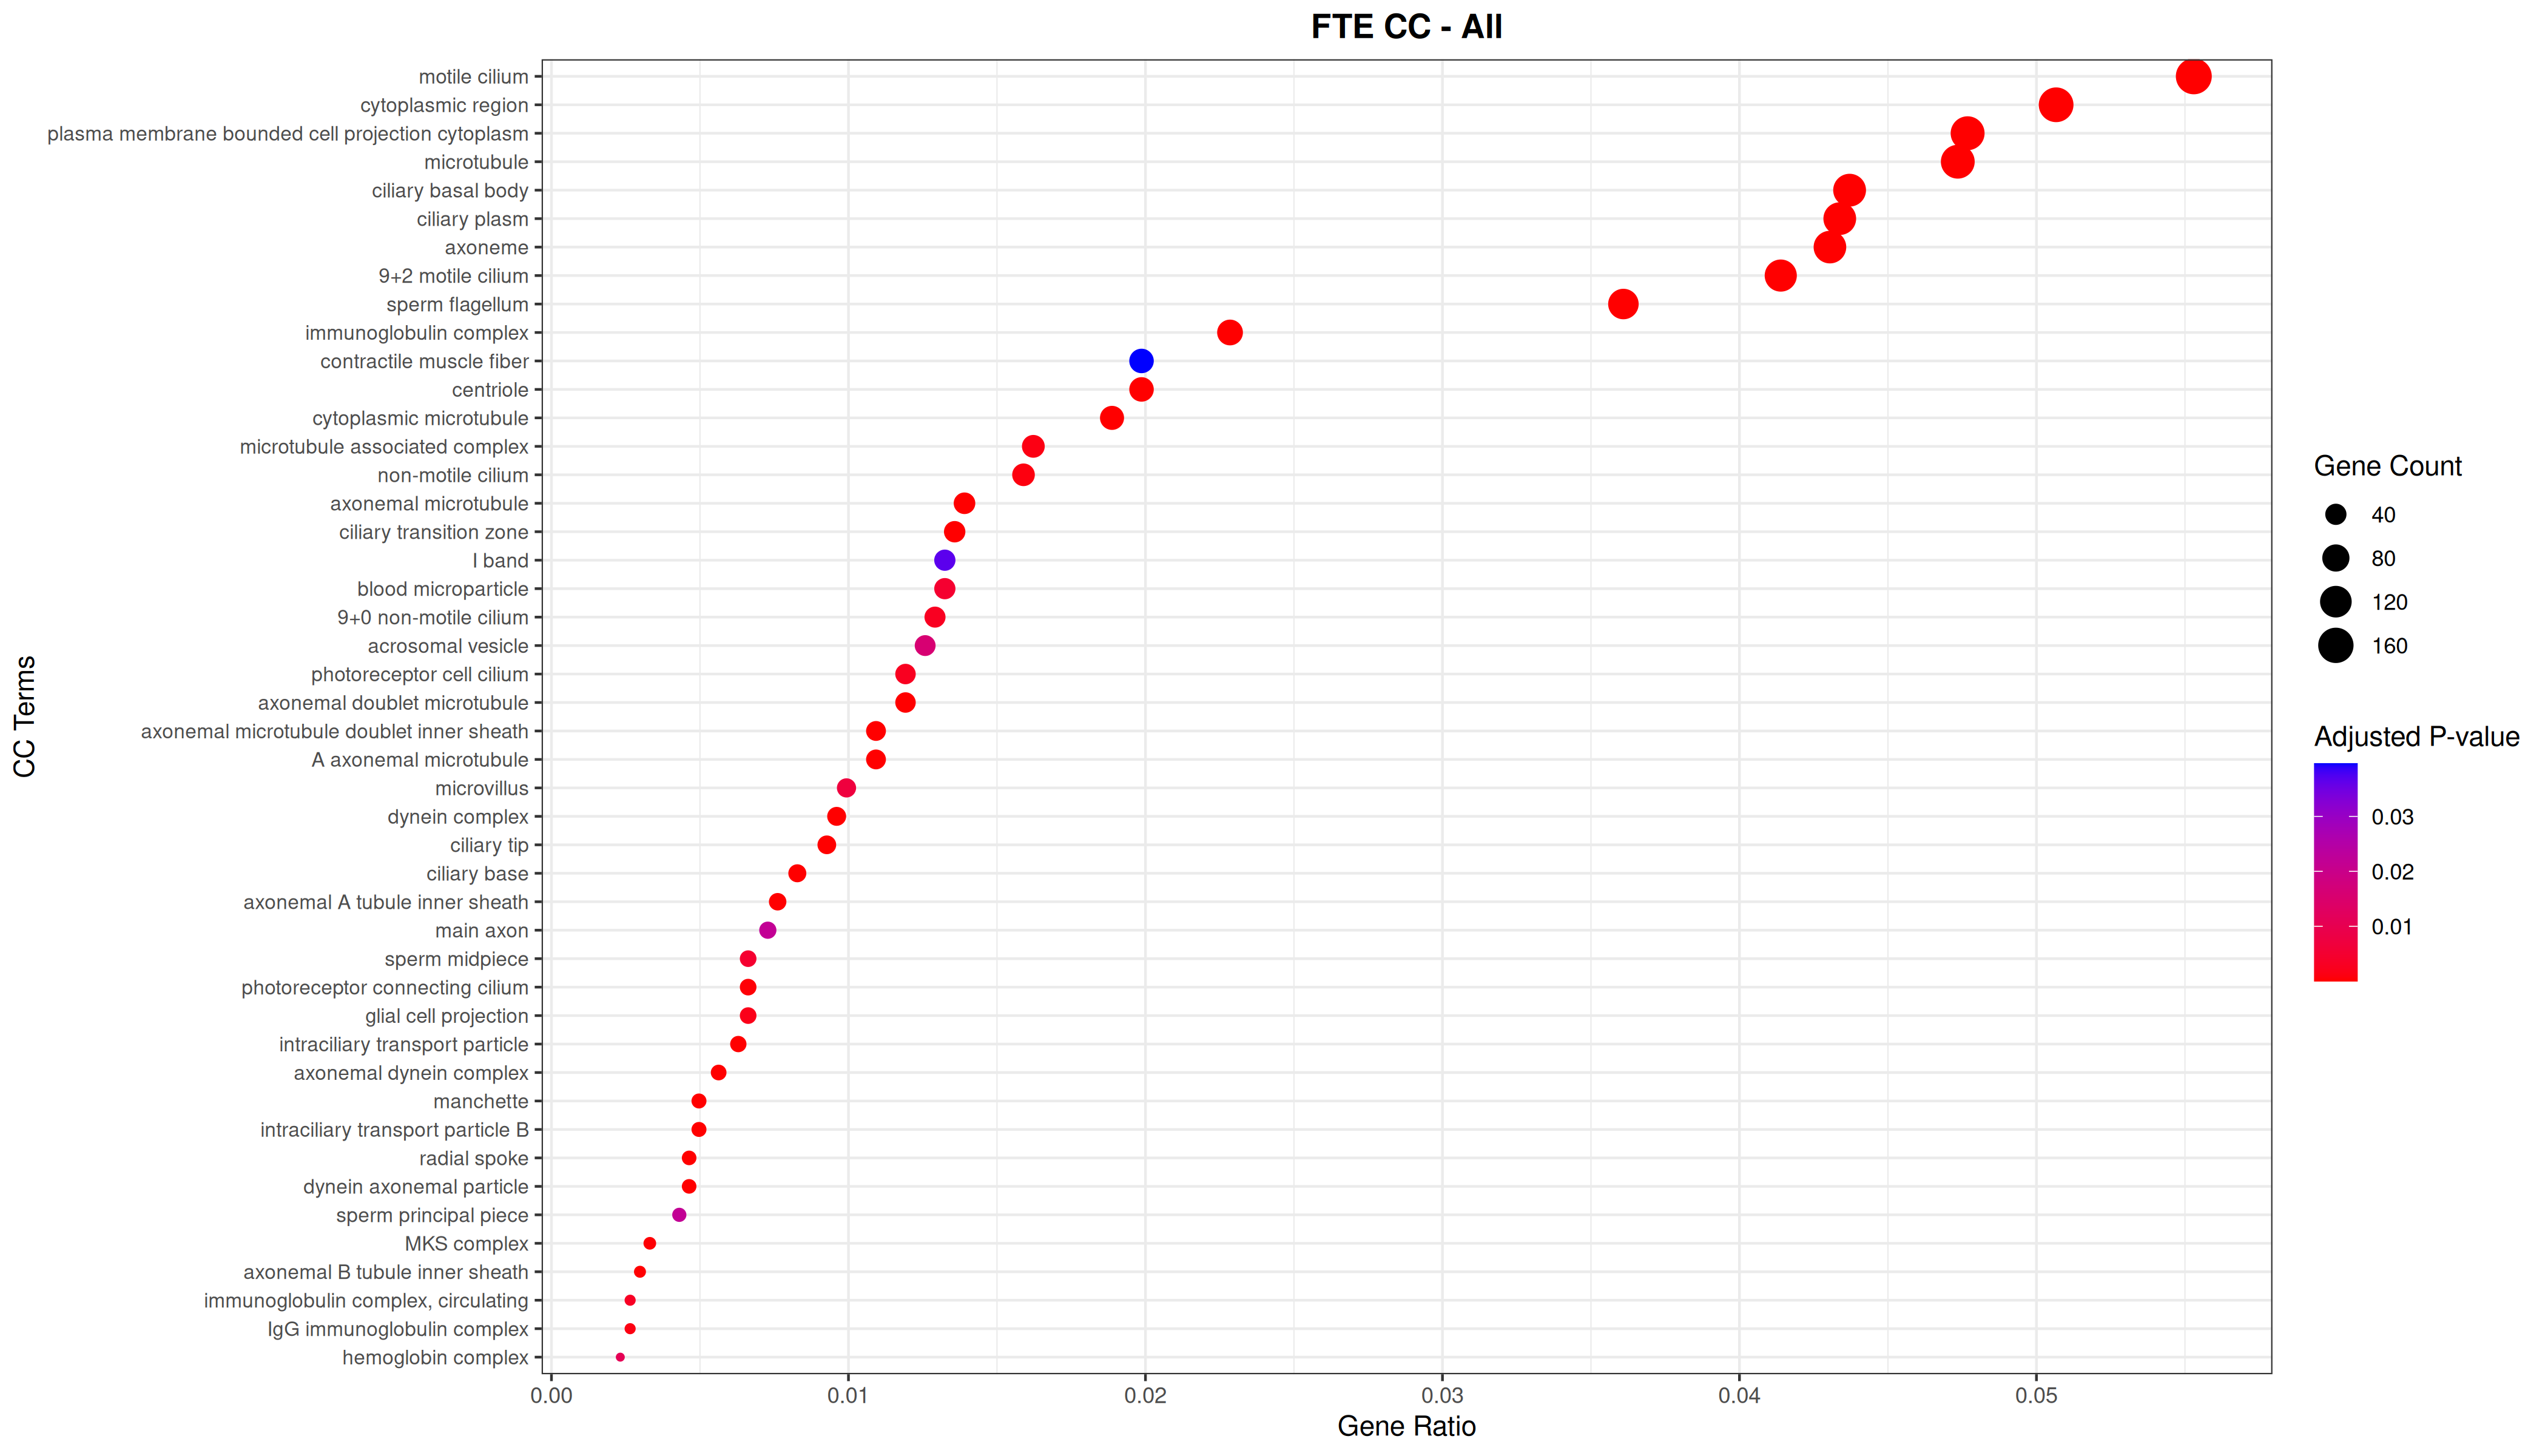 FTE CC - All
motile cilium
cytoplasmic region
plasma membrane bounded cell projection cytoplasm
microtubule
ciliary basal body
ciliary plasm
axoneme
9+2 motile cilium
sperm flagellum
immunoglobulin complex
contractile muscle fiber
centriole
cytoplasmic microtubule
microtubule associated complex
non-motile cilium
axonemal microtubule
ciliary transition zone
I band
blood microparticle
9+0 non-motile cilium
acrosomal vesicle
photoreceptor cell cilium
axonemal doublet microtubule
axonemal microtubule doublet inner sheath
A axonemal microtubule
microvillus
dynein complex
ciliary tip
ciliary base
axonemal A tubule inner sheath
main axon
sperm midpiece
photoreceptor connecting cilium
glial cell projection
intraciliary transport particle
axonemal dynein complex
manchette
intraciliary transport particle B
radial spoke
dynein axonemal particle
sperm principal piece
MKS complex
axonemal B tubule inner sheath
immunoglobulin complex, circulating
IgG immunoglobulin complex
hemoglobin complex
CC Terms
0.00 0.01 0.02 0.03 0.04 0.05
Gene Ratio
Gene Count
40
80
120
160
Adjusted P-value
0.03
0.02
0.01